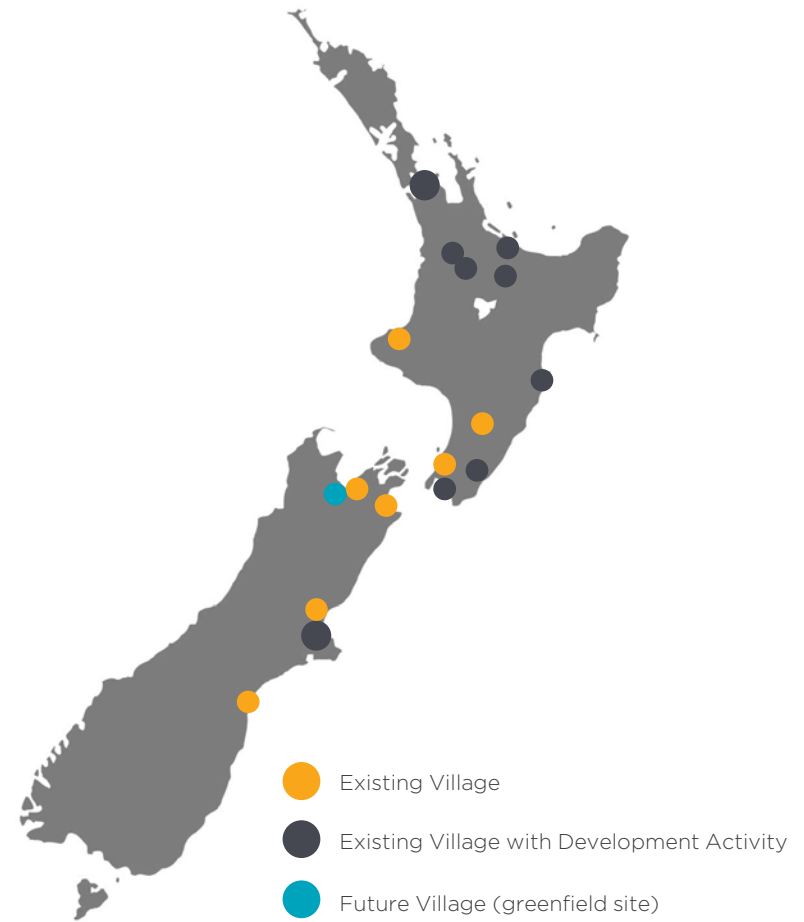 Existing Village
Existing Village with Development Activity
Future Village (greenfield site)